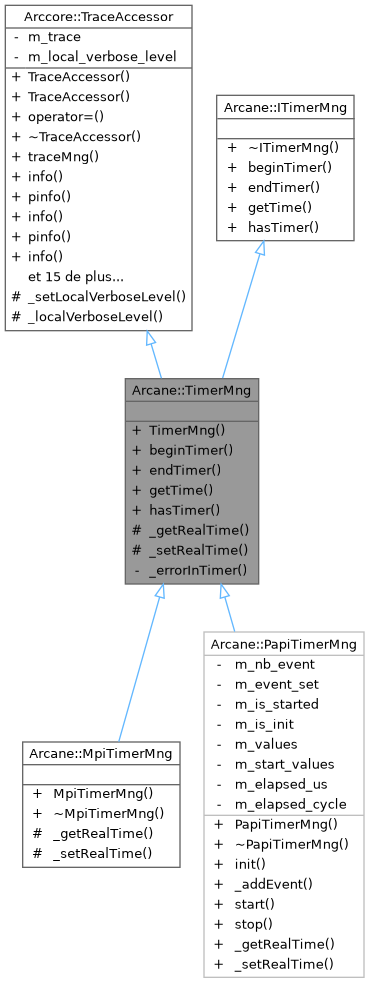 Arccore::TraceAccessor
- m_trace
- m_local_verbose_level
+ TraceAccessor()
+ TraceAccessor()
+ operator=()
+ ~TraceAccessor()
+ traceMng()
+ info()
+ pinfo()
+ info()
+ pinfo()
+ info()
et 15 de plus...
# _setLocalVerboseLevel()
# _localVerboseLevel()
Arcane::ITimerMng
+ ~ITimerMng()
+ beginTimer()
+ endTimer()
+ getTime()
+ hasTimer()
Arcane::TimerMng
+ TimerMng()
+ beginTimer()
+ endTimer()
+ getTime()
+ hasTimer()
# _getRealTime()
# _setRealTime()
- _errorInTimer()
Arcane::MpiTimerMng
+ MpiTimerMng()
+ ~MpiTimerMng()
# _getRealTime()
# _setRealTime()
Arcane::PapiTimerMng
- m_nb_event
- m_event_set
- m_is_started
- m_is_init
- m_values
- m_start_values
- m_elapsed_us
- m_elapsed_cycle
+ PapiTimerMng()
+ ~PapiTimerMng()
+ init()
+ _addEvent()
+ start()
+ stop()
+ _getRealTime()
+ _setRealTime()